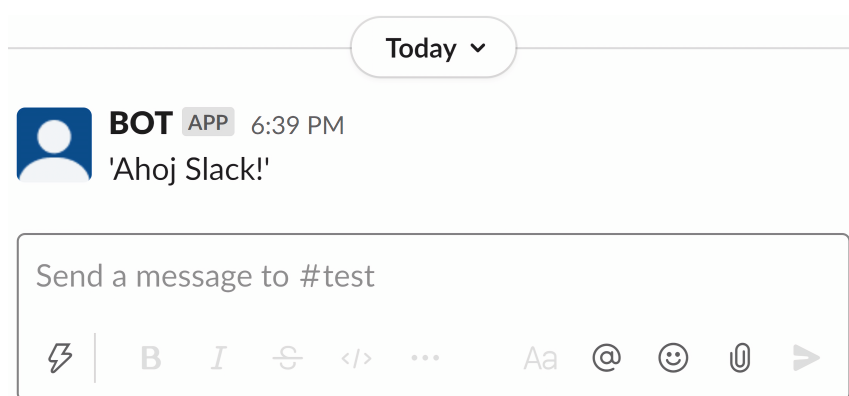 Today
BOT APP 6:39 PM
'Ahoj Slack!'
Send a message to #test
B I S </> ••• Aa @